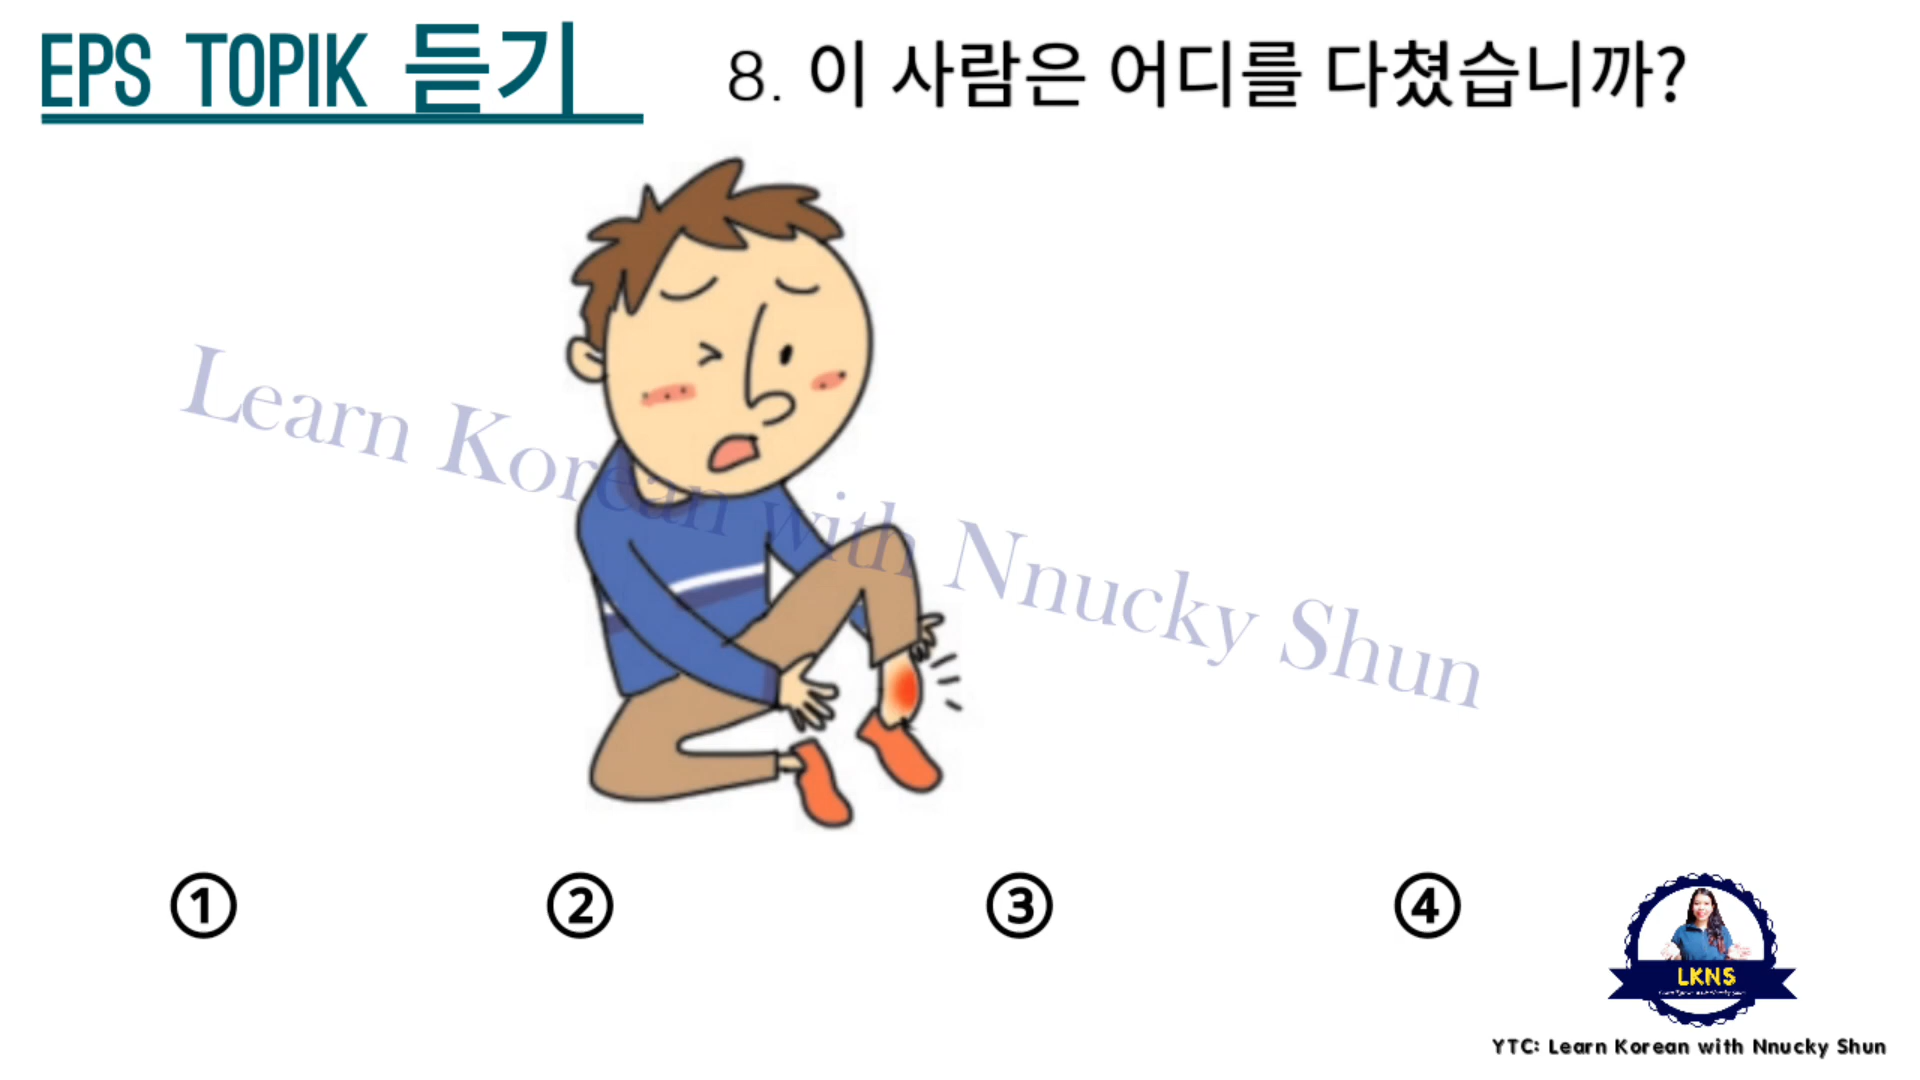 EPS TOPIK 듣기
8. 이 사람은 어디를 다쳤습니까?
Learn Korean with Nnucky Shun
① ② ③ ④
LKNS
YTC: Learn Korean with Nnucky Shun